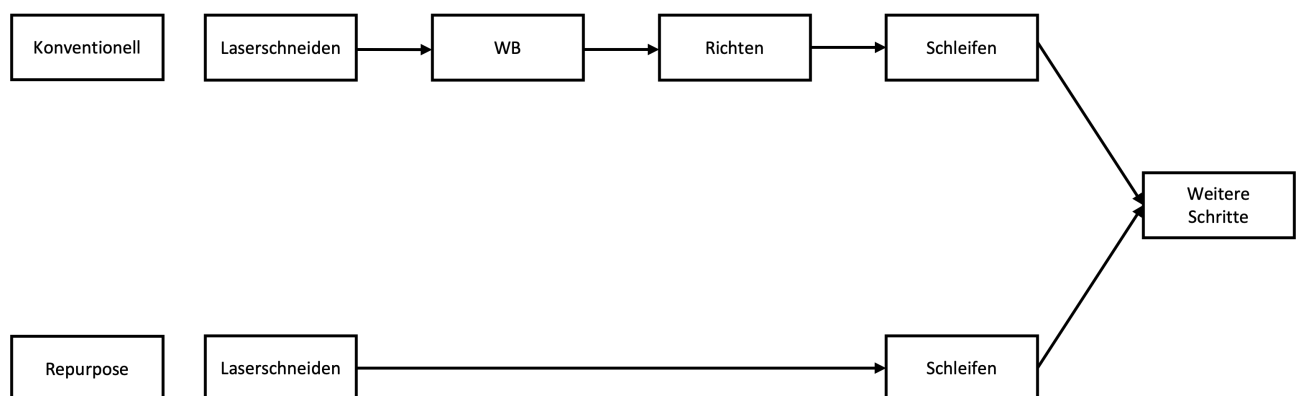 Konventionell
Laserschneiden
WB
Richten
Schleifen
Weitere
Schritte
Repurpose
Laserschneiden
Schleifen